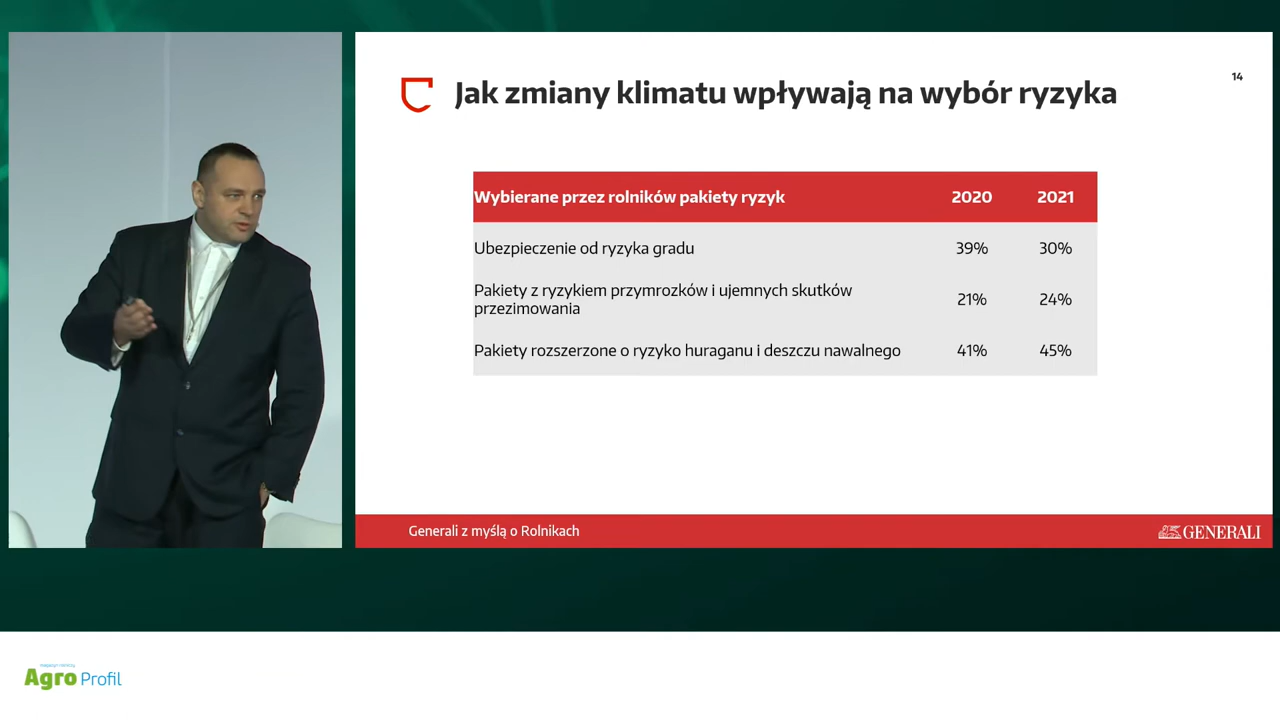 Jak zmiany klimatu wpływają na wybór ryzyka
14
Wybierane przez rolników pakiety ryzyk 2020 2021
Ubezpieczenie od ryzyka gradu 39% 30%
Pakiety z ryzykiem przymrozków i ujemnych skutków
przezimowania 21% 24%
Pakiety rozszerzone o ryzyko huraganu i deszczu nawalnego 41% 45%
Generali z myślą o Rolnikach
GENERALI
Agro Profil